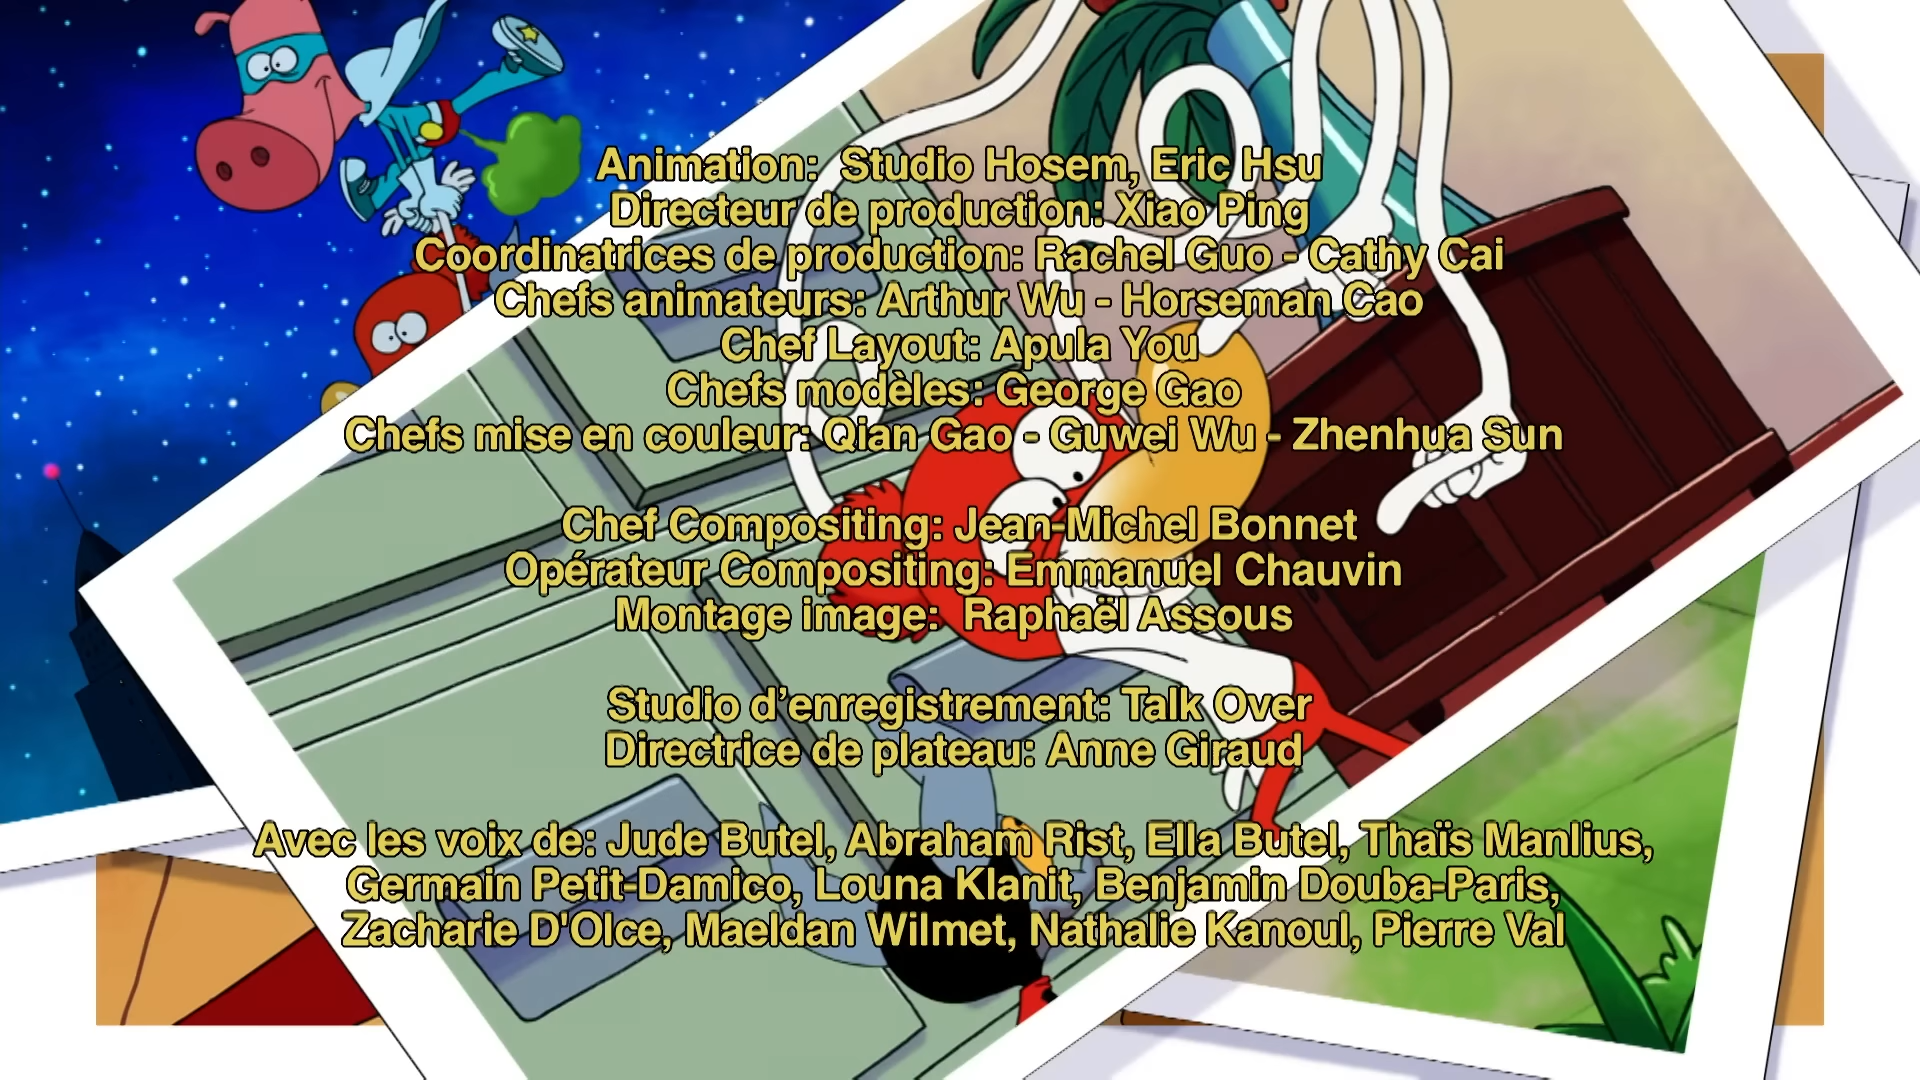 Animation:  Studio Hosem, Eric Hsu
Directeur de production: Xiao Ping
Coordinatrices de production: Rachel Guo - Cathy Cai
Chefs animateurs: Arthur Wu - Horseman Cao
Chef Layout: Apula You
Chefs modèles: George Gao
Chefs mise en couleur: Qian Gao - Guwei Wu - Zhenhua Sun
Chef Compositing: Jean-Michel Bonnet
Opérateur Compositing: Emmanuel Chauvin
Montage image:  Raphaël Assous
Studio d’enregistrement: Talk Over
Directrice de plateau: Anne Giraud
Avec les voix de: Jude Butel, Abraham Rist, Ella Butel, Thaïs Manlius,
Germain Petit-Damico, Louna Klanit, Benjamin Douba-Paris,
Zacharie D'Olce, Maeldan Wilmet, Nathalie Kanoul, Pierre Val